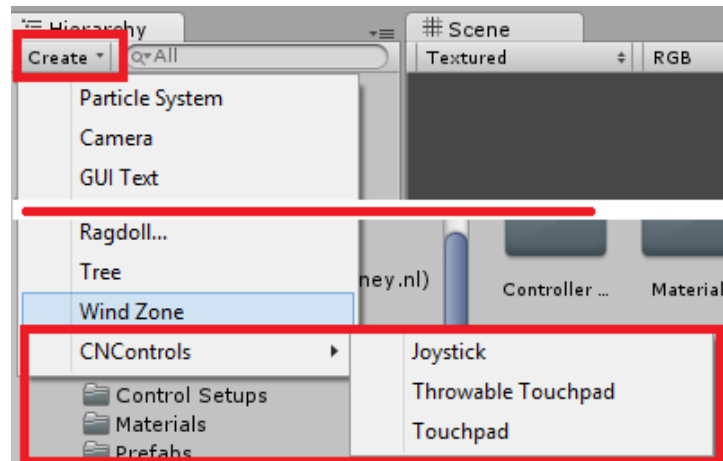 Hierarchy
# Scene
Create
All
Textured
RGB
Particle System
Camera
GUI Text
Ragdoll...
Tree
ney.nl)
Wind Zone
Controller ...
Material
CNControls
Joystick
Control Setups
Throwable Touchpad
Materials
Touchpad
Prefabs